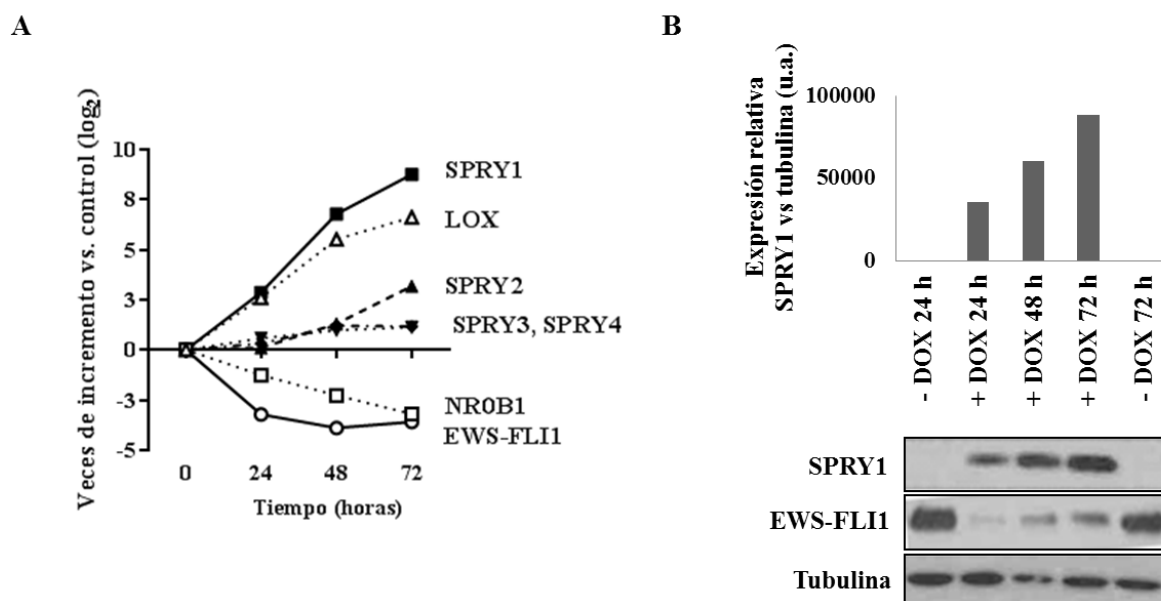 A
Veces de incremento vs. control (log2)
10
8
5
3
0
-3
-5
0
24
48
72
Tiempo (horas)
SPRY1
LOX
SPRY2
SPRY3, SPRY4
NR0B1
EWS-FLI1
B
Expresión relativa
SPRY1 vs tubulina (u.a.)
100000
50000
0
- DOX 24 h
+ DOX 24 h
+ DOX 48 h
+ DOX 72 h
- DOX 72 h
SPRY1
EWS-FLI1
Tubulina